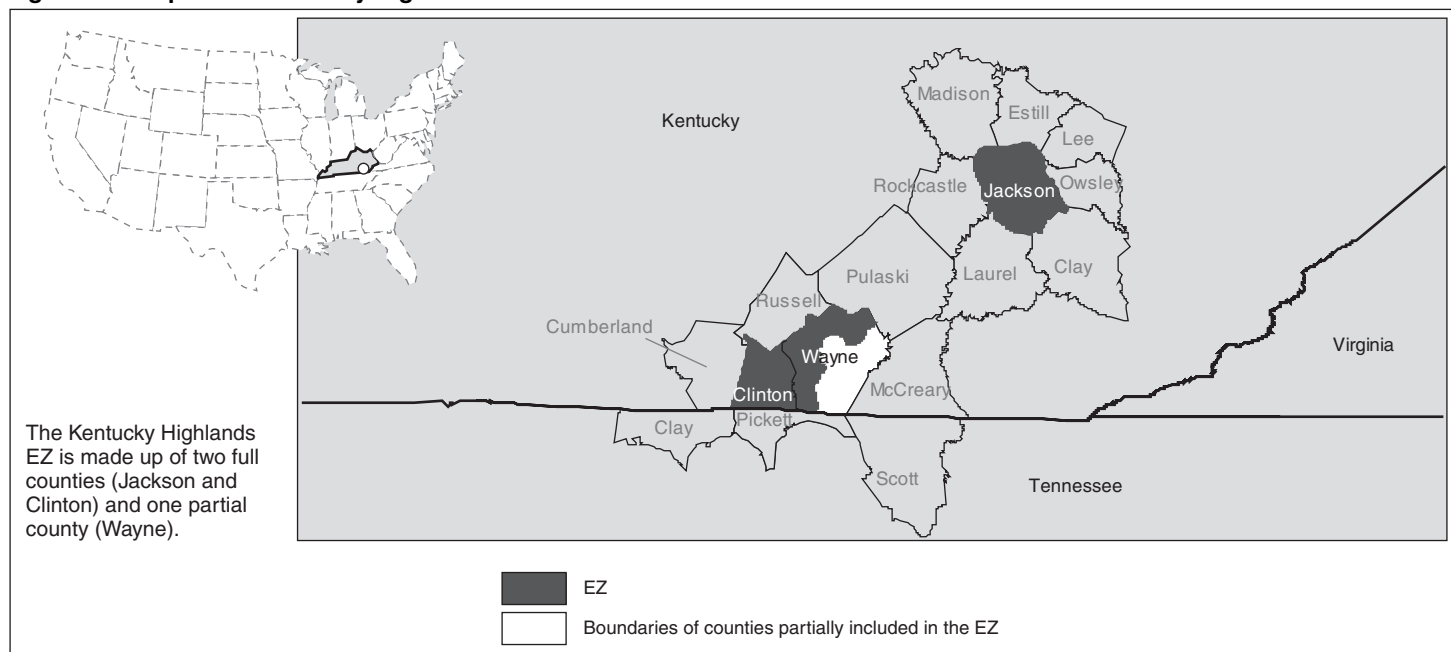 Kentucky
Madison
Estill
Lee
Rockcastle
Jackson
Owsley
Pulaski
Laurel
Clay
Russell
Cumberland
Wayne
Virginia
Clinton
McCreary
The Kentucky Highlands
EZ is made up of two full
counties (Jackson and
Clinton) and one partial
county (Wayne).
Clay
Pickett
Scott
Tennessee
EZ
Boundaries of counties partially included in the EZ